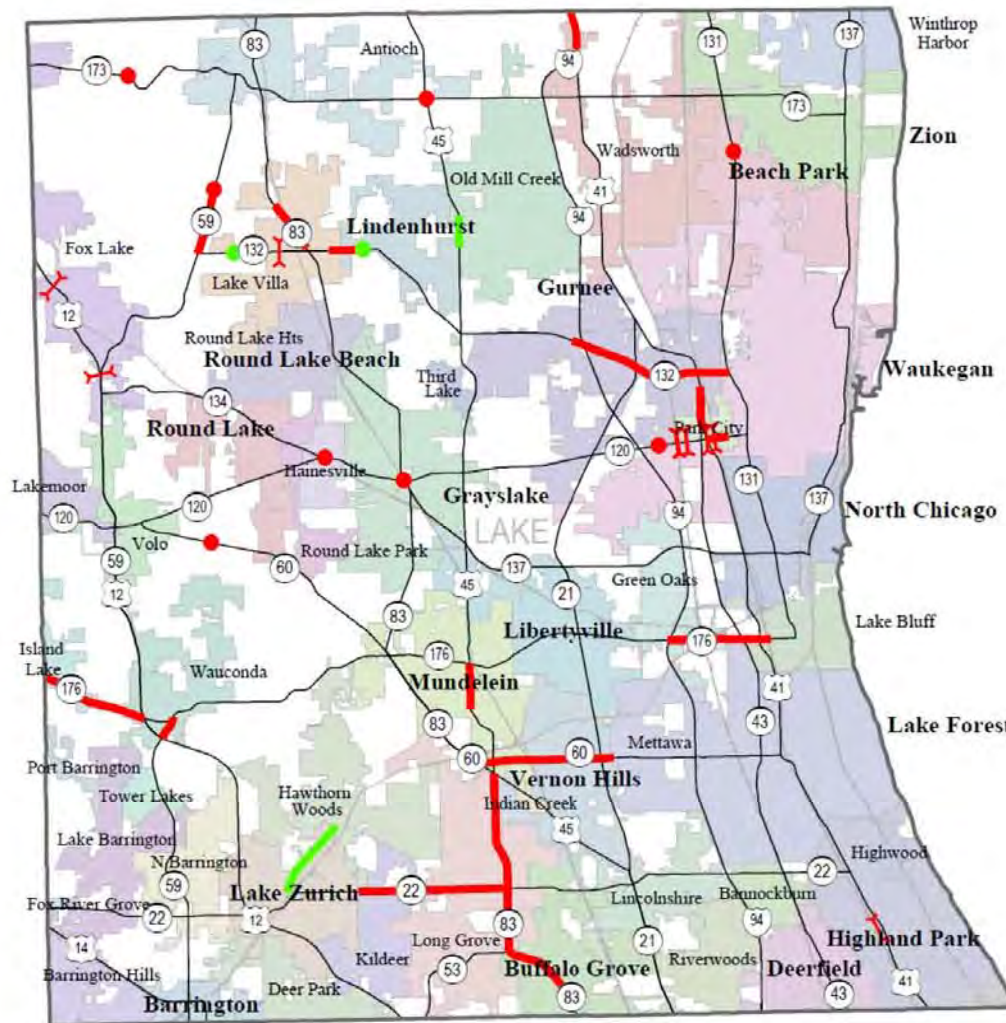 Winthrop
Harbor
83
Antioch
131
137
94
173
173
45
Wadsworth
Zion
Old Mill Creek
41
Beach Park
59
94
83
Lindenhurst
Fox Lake
132
Lake Villa
Gurnee
12
Round Lake Hts
Round Lake Beach
Third
Lake
132
Waukegan
134
Round Lake
Park City
Hainesville
120
Lakemoor
120
120
Grayslake
131
137
North Chicago
94
LAKE
Volo
Round Lake Park
59
60
45
137
Green Oaks
12
21
83
Lake Bluff
Libertyville
176
Island
Lake
Wauconda
176
176
Mundelein
41
83
43
Lake Forest
Mettawa
60
60
Port Barrington
Vernon Hills
Tower Lakes
Hawthorn
Woods
Indian Creek
45
Lake Barrington
N Barrington
Highwood
59
Lake Zurich
22
22
Fox River Grove
22
12
Lincolnshire
Bannockburn
83
94
14
Long Grove
21
Highland Park
Kildeer
53
Buffalo Grove
Riverwoods
Deerfield
41
Barrington Hills
Deer Park
83
43
Barrington